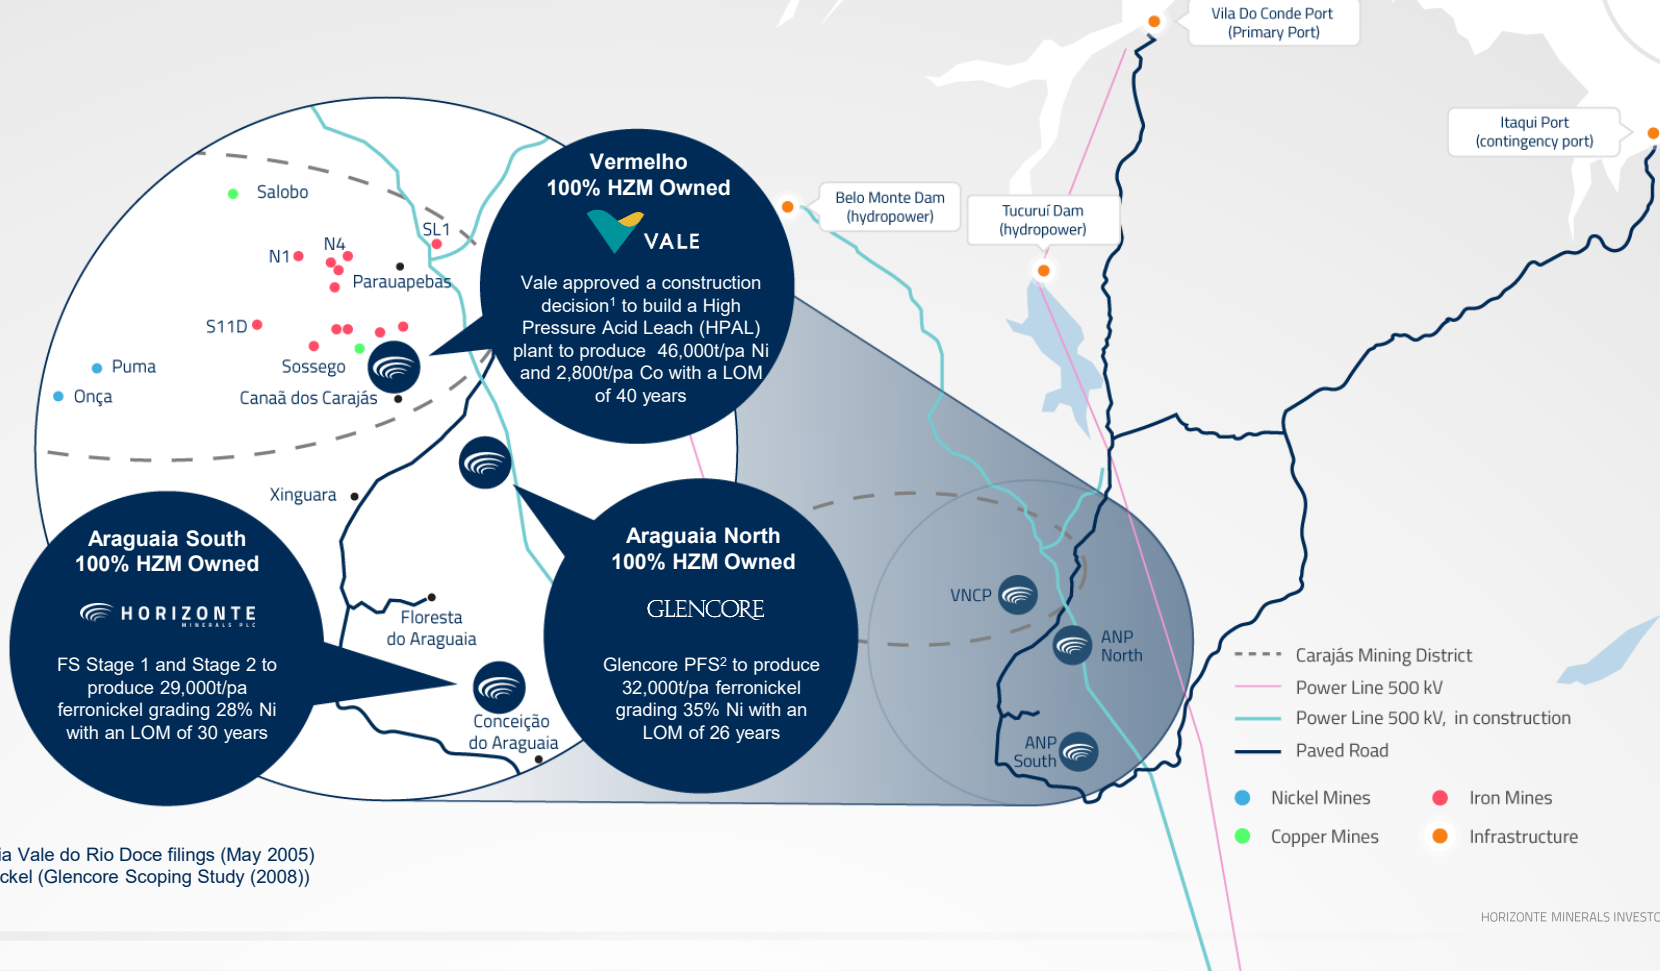 Vila Do Conde Port
(Primary Port)
Itaqui Port
(contingency port)
Belo Monte Dam
(hydropower)
Tucuruí Dam
(hydropower)
Vermelho
100% HZM Owned
VALE
Vale approved a construction
decision¹ to build a High
Pressure Acid Leach (HPAL)
plant to produce 46,000t/pa Ni
and 2,800t/pa Co with a LOM
of 40 years
Salobo
SL1
N4
N1
Parauapebas
S11D
Puma
Sossego
Onça
Canaã dos Carajás
Xinguara
Araguaia South
100% HZM Owned
HORIZONTE
MINERALS PLC
FS Stage 1 and Stage 2 to
produce 29,000t/pa
ferronickel grading 28% Ni
with an LOM of 30 years
Floresta
do Araguaia
Conceição
do Araguaia
Araguaia North
100% HZM Owned
GLENCORE
Glencore PFS² to produce
32,000t/pa ferronickel
grading 35% Ni with an
LOM of 26 years
VNCP
ANP
North
ANP
South
Carajás Mining District
Power Line 500 kV
Power Line 500 kV, in construction
Paved Road
Nickel Mines
Iron Mines
Copper Mines
Infrastructure
ia Vale do Rio Doce filings (May 2005)
ckel (Glencore Scoping Study (2008))
HORIZONTE MINERALS INVESTO